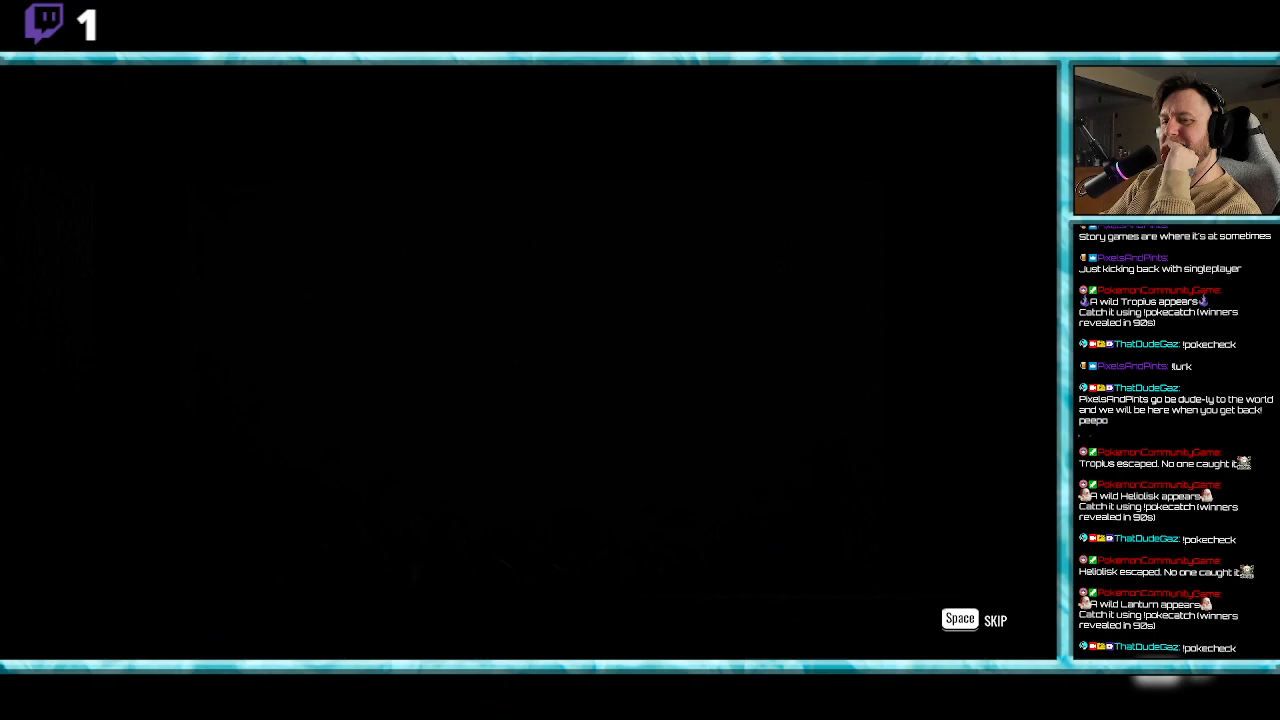 1
Story games are where it's at sometimes
PixelsAndPints:
Just kicking back with singleplayer
PokemonCommunityGame:
A wild Tropius appears
Catch it using !pokecatch (winners
revealed in 90s)
ThatDudeGaz: !pokecheck
PixelsAndPints: !lurk
ThatDudeGaz:
PixelsAndPints go be dude-ly to the world
and we will be here when you get back!
peepo
PokemonCommunityGame:
Tropius escaped. No one caught it
PokemonCommunityGame:
A wild Heliolisk appears
Catch it using !pokecatch (winners
revealed in 90s)
ThatDudeGaz: !pokecheck
PokemonCommunityGame:
Heliolisk escaped. No one caught it
PokemonCommunityGame:
A wild Lanturn appears
Catch it using !pokecatch (winners
revealed in 90s)
ThatDudeGaz: !pokecheck
Space SKIP